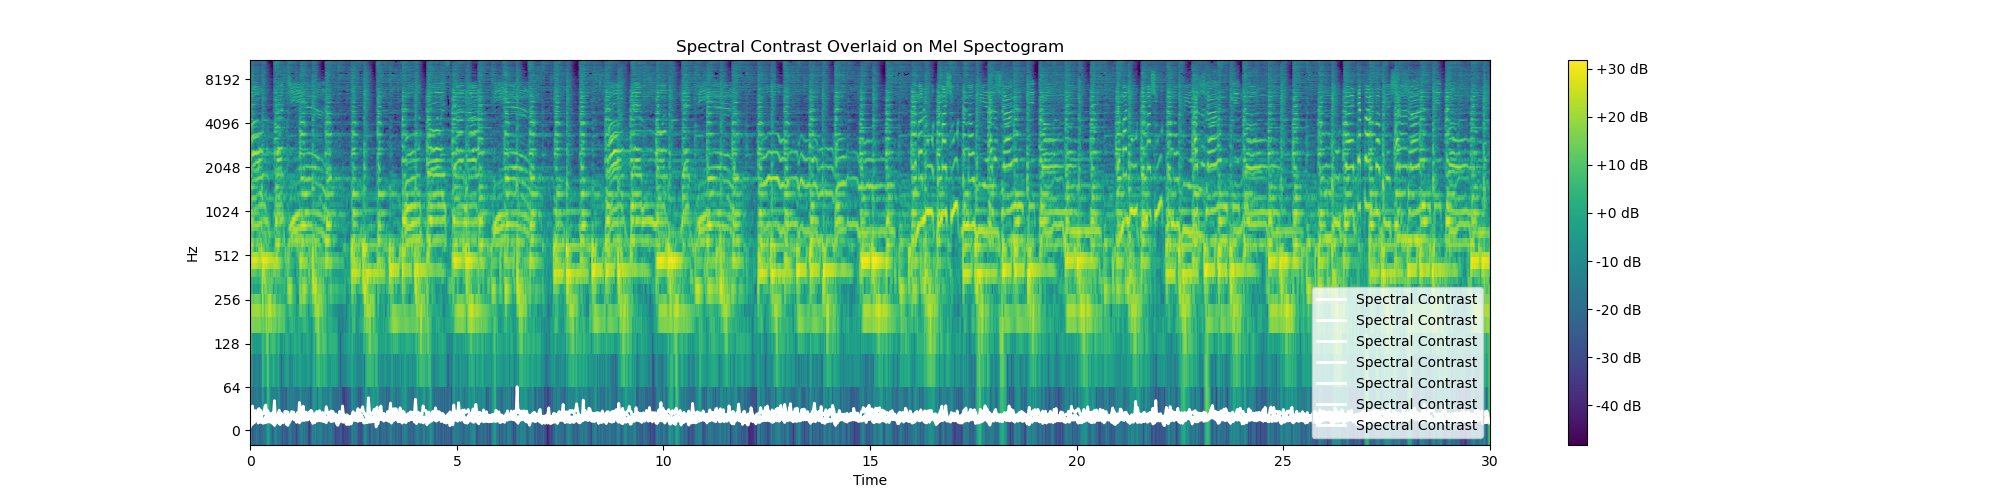 Spectral Contrast Overlaid on Mel Spectogram
8192
4096
2048
1024
512
256
128
64
0
Hz
0 5 10 15 20 25 30
Time
Spectral Contrast
Spectral Contrast
Spectral Contrast
Spectral Contrast
Spectral Contrast
Spectral Contrast
Spectral Contrast
+30 dB
+20 dB
+10 dB
+0 dB
-10 dB
-20 dB
-30 dB
-40 dB